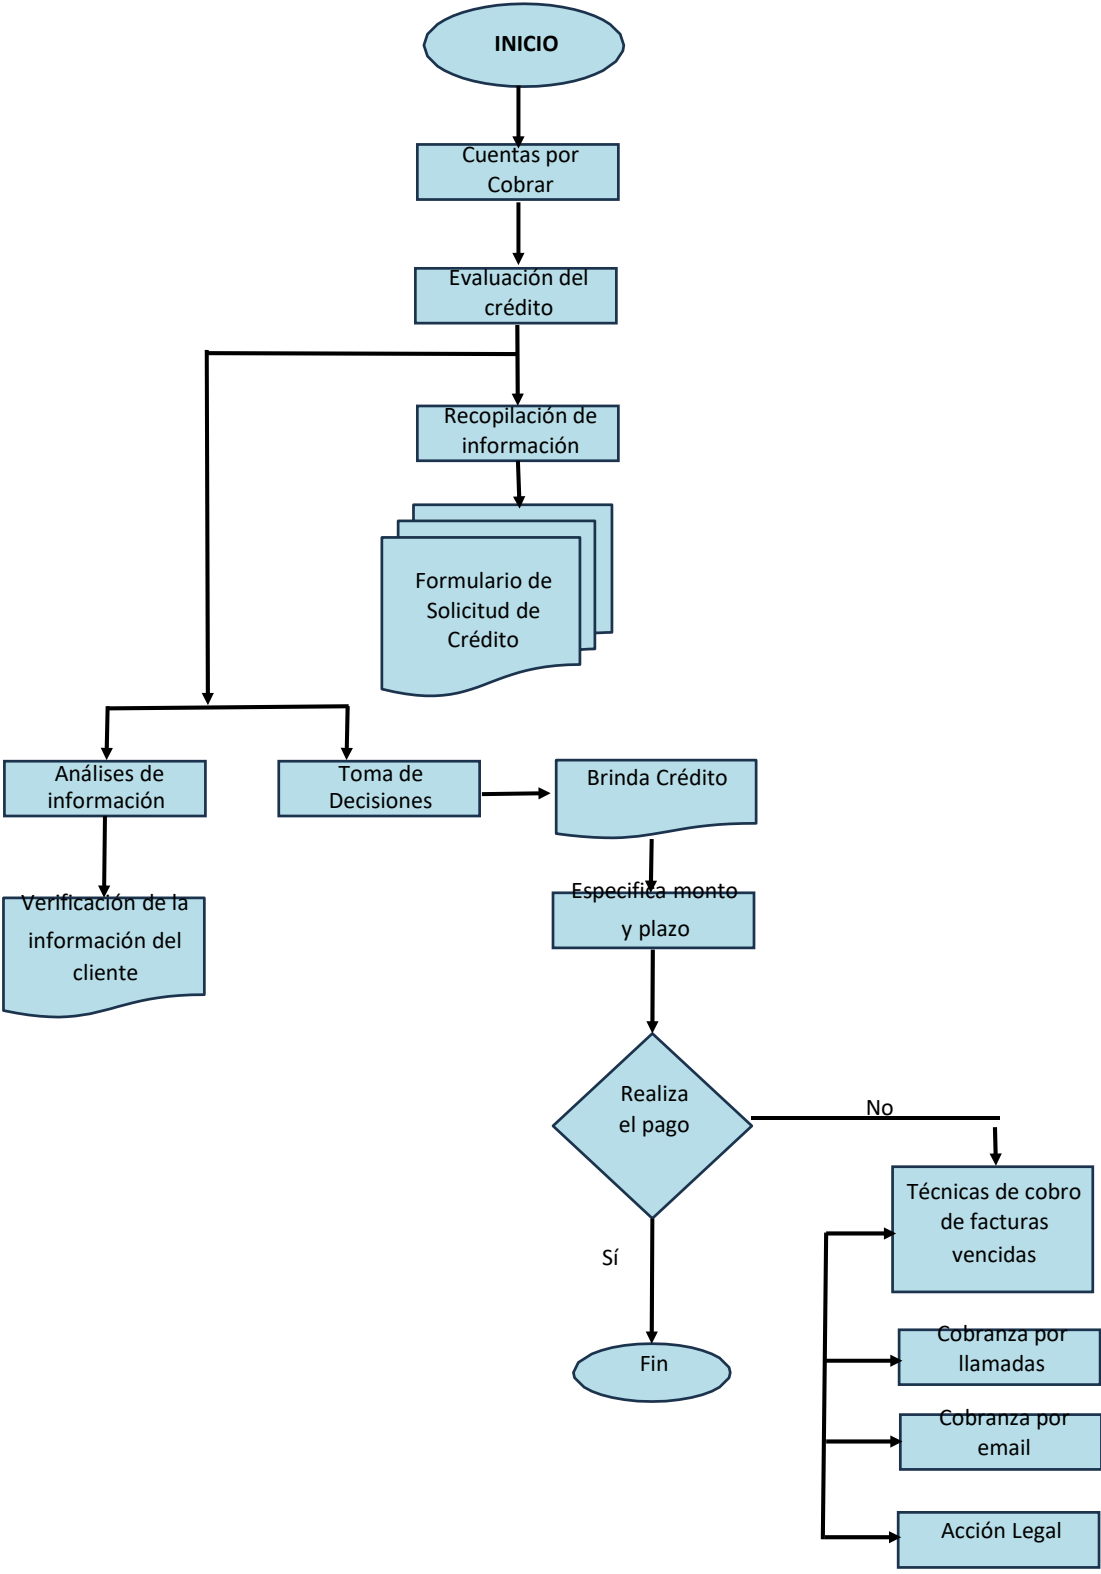 INICIO
Cuentas por
Cobrar
Evaluación del
crédito
Recopilación de
información
Formulario de
Solicitud de
Crédito
Análises de
información
Toma de
Decisiones
Brinda Crédito
Verificación de la
información del
cliente
Especifica monto
y plazo
Realiza
el pago
No
Técnicas de cobro
de facturas
vencidas
Sí
Fin
Cobranza por
llamadas
Cobranza por
email
Acción Legal